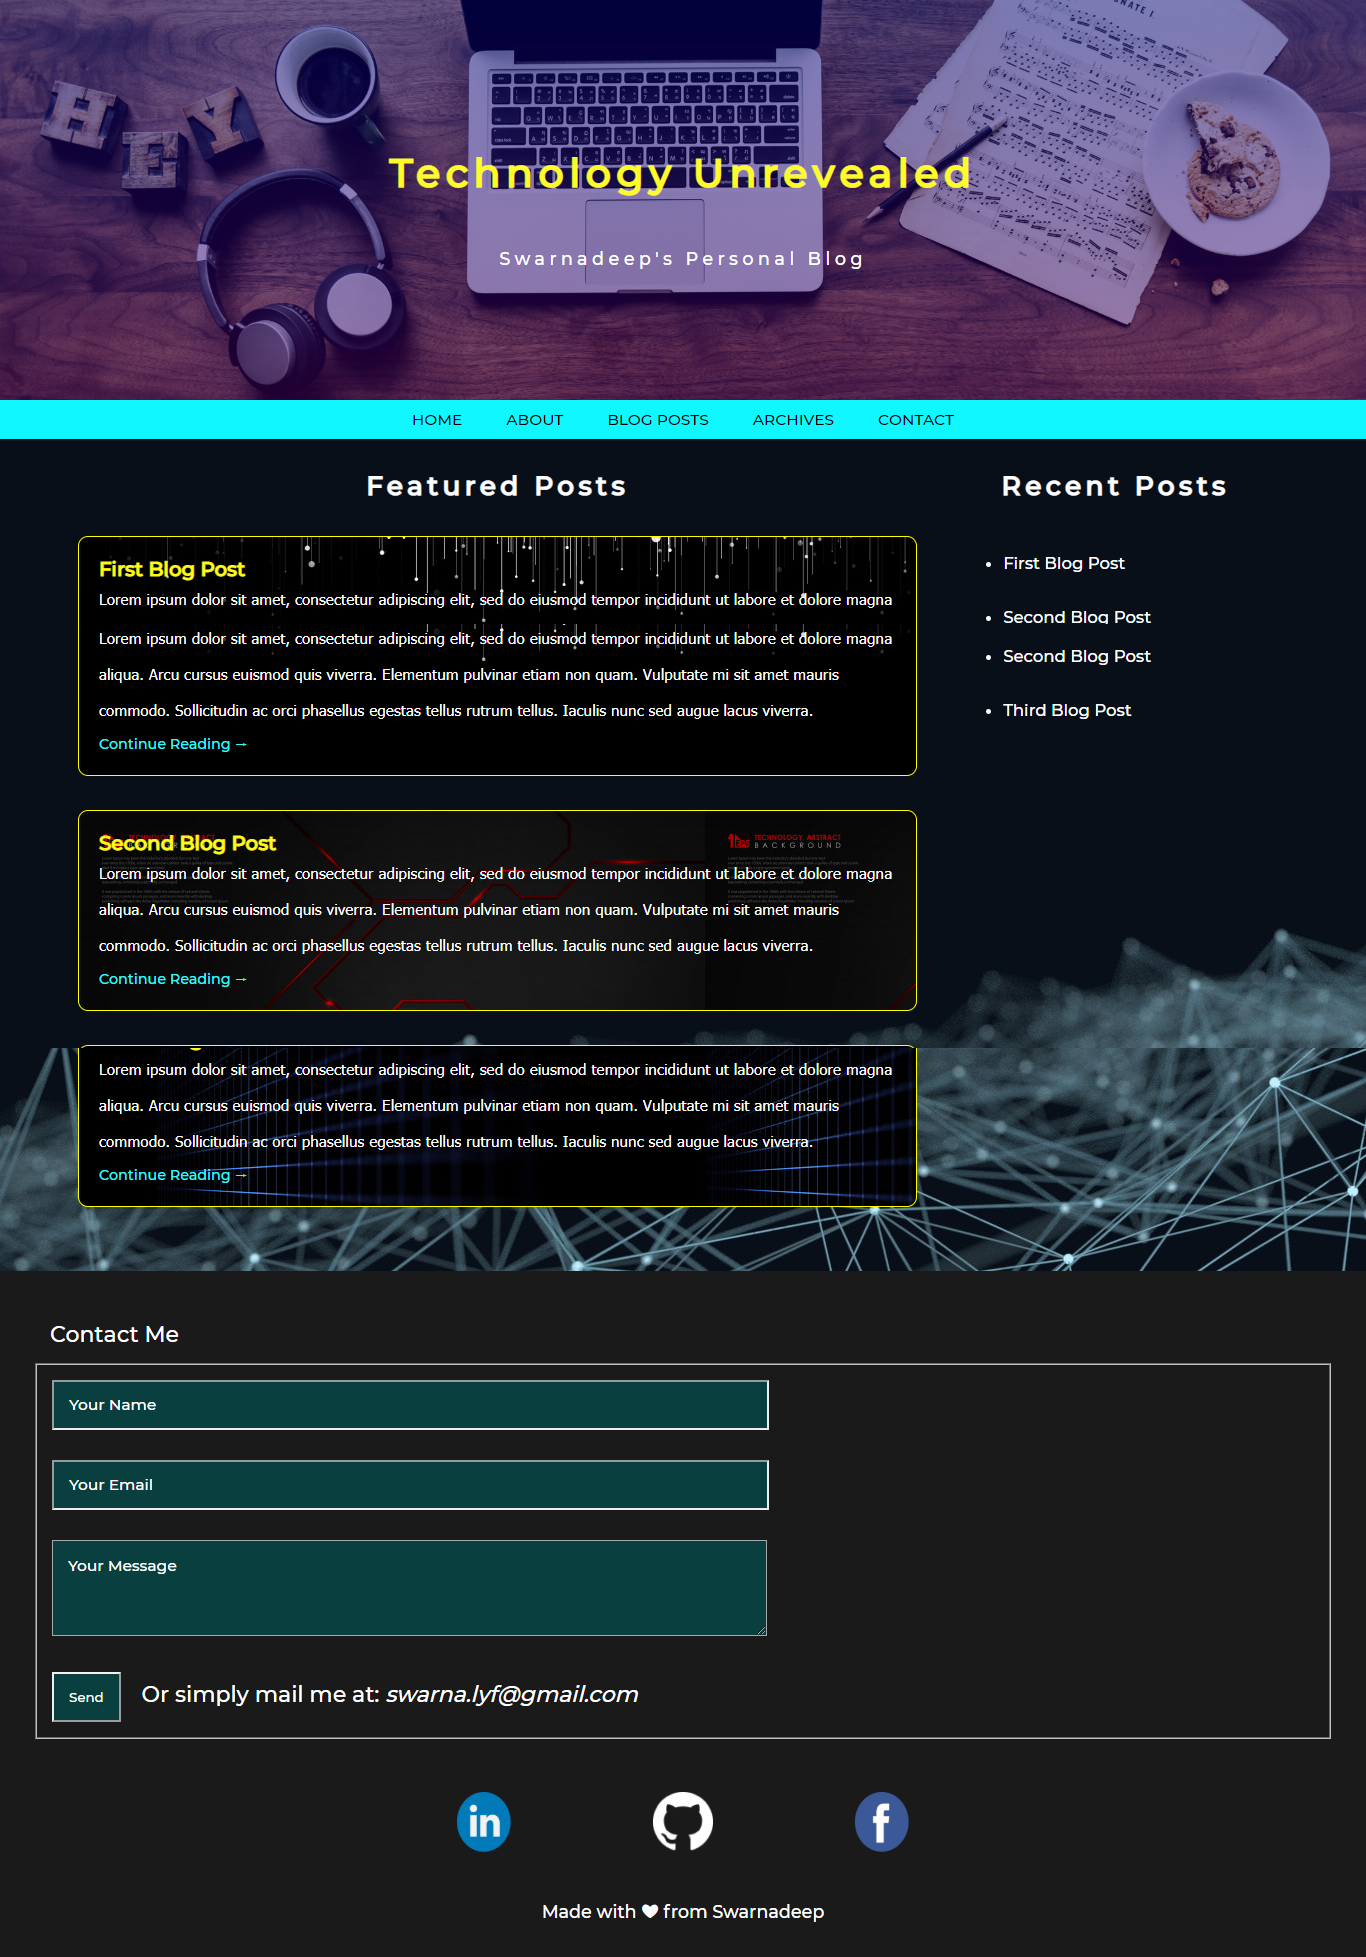 NATE I.
HEY
Technology Unrevealed
Swarnadeep's Personal Blog
HOME ABOUT BLOG POSTS ARCHIVES CONTACT
Featured Posts
First Blog Post
Lorem ipsum dolor sit amet, consectetur adipiscing elit, sed do eiusmod tempor incididunt ut labore et dolore magna
Lorem ipsum dolor sit amet, consectetur adipiscing elit, sed do eiusmod tempor incididunt ut labore et dolore magna
aliqua. Arcu cursus euismod quis viverra. Elementum pulvinar etiam non quam. Vulputate mi sit amet mauris
commodo. Sollicitudin ac orci phasellus egestas tellus rutrum tellus. Iaculis nunc sed augue lacus viverra.
Continue Reading →
Second Blog Post
TECHNOLOGY ABSTRACT
BACKGROUND
Lorem ipsum dolor sit amet, consectetur adipiscing elit, sed do eiusmod tempor incididunt ut labore et dolore magna
aliqua. Arcu cursus euismod quis viverra. Elementum pulvinar etiam non quam. Vulputate mi sit amet mauris
commodo. Sollicitudin ac orci phasellus egestas tellus rutrum tellus. Iaculis nunc sed augue lacus viverra.
Continue Reading →
Lorem ipsum dolor sit amet, consectetur adipiscing elit, sed do eiusmod tempor incididunt ut labore et dolore magna
aliqua. Arcu cursus euismod quis viverra. Elementum pulvinar etiam non quam. Vulputate mi sit amet mauris
commodo. Sollicitudin ac orci phasellus egestas tellus rutrum tellus. Iaculis nunc sed augue lacus viverra.
Continue Reading →
Recent Posts
First Blog Post
Second Blog Post
Second Blog Post
Third Blog Post
Contact Me
Your Name
Your Email
Your Message
Send Or simply mail me at: swarna.lyf@gmail.com
in
f
Made with ♥ from Swarnadeep